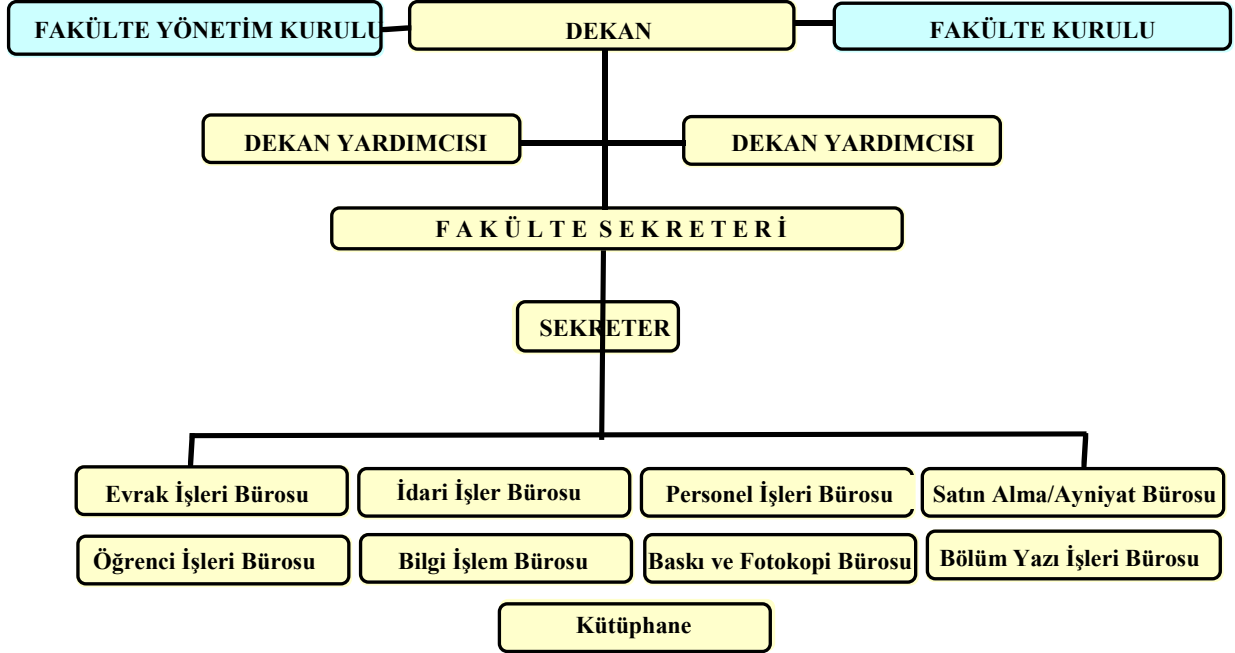 FAKÜLTE YÖNETİM KURULU
DEKAN
FAKÜLTE KURULU
DEKAN YARDIMCISI
DEKAN YARDIMCISI
F A K Ü L T E S E K R E T E R İ
SEKRETER
Evrak İşleri Bürosu
İdari İşler Bürosu
Personel İşleri Bürosu
Satın Alma/Ayniyat Bürosu
Öğrenci İşleri Bürosu
Bilgi İşlem Bürosu
Baskı ve Fotokopi Bürosu
Bölüm Yazı İşleri Bürosu
Kütüphane